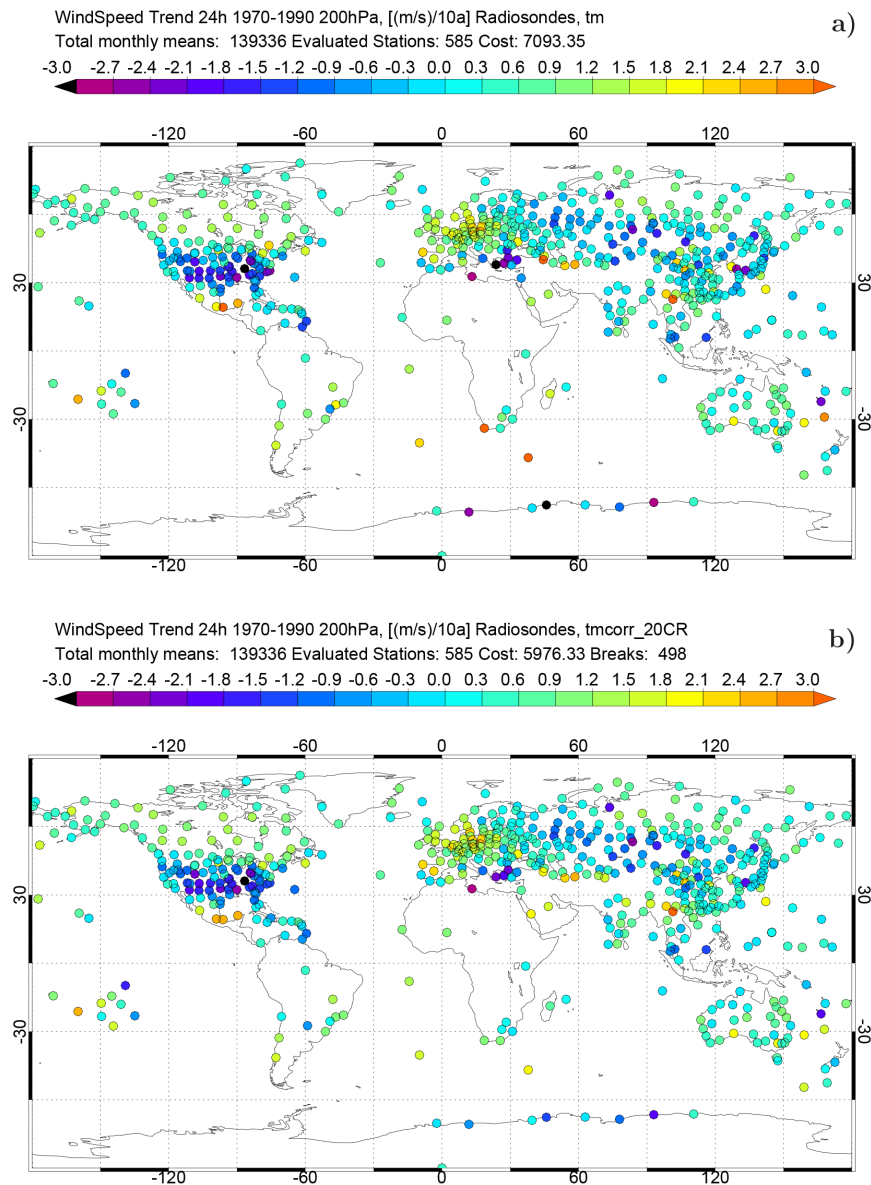 WindSpeed Trend 24h 1970-1990 200hPa, [(m/s)/10a] Radiosondes, tm
a)
Total monthly means: 139336 Evaluated Stations: 585 Cost: 7093.35
-3.0 -2.7 -2.4 -2.1 -1.8 -1.5 -1.2 -0.9 -0.6 -0.3 0.0 0.3 0.6 0.9 1.2 1.5 1.8 2.1 2.4 2.7 3.0
-120 -60 0 60 120
30 30
-30 -30
-120 -60 0 60 120
WindSpeed Trend 24h 1970-1990 200hPa, [(m/s)/10a] Radiosondes, tmcorr_20CR
b)
Total monthly means: 139336 Evaluated Stations: 585 Cost: 5976.33 Breaks: 498
-3.0 -2.7 -2.4 -2.1 -1.8 -1.5 -1.2 -0.9 -0.6 -0.3 0.0 0.3 0.6 0.9 1.2 1.5 1.8 2.1 2.4 2.7 3.0
-120 -60 0 60 120
30 30
-30 -30
-120 -60 0 60 120